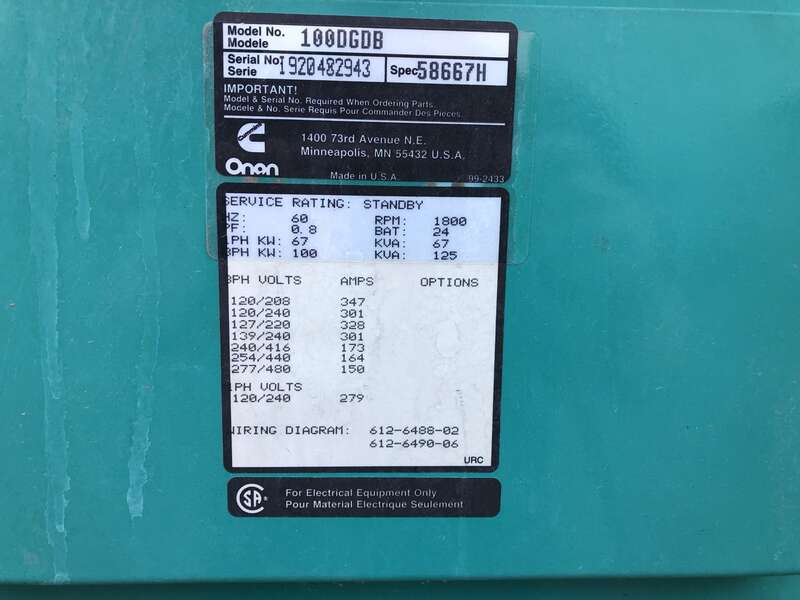 Model No. 100DGDB
Modele
Serial No I920482943 Spec 58667H
Serie
IMPORTANT!
Model & Serial No. Required When Ordering Parts.
Mocele & No. Serie Requis Pour Commander Des Pieces.
1400 73rd Avenue N.E.
Minneapolis, MN 55432 U.S.A.
Onan
Made in U.S.A.
99-2433
SERVICE RATING: STANDBY
HZ: 60 RPM: 1800
PF: 0.8 BAT: 24
1PH KW: 67 KVA: 67
3PH KW: 100 KVA: 125
3PH VOLTS AMPS OPTIONS
120/208 347
120/240 301
127/220 328
139/240 301
240/416 173
254/440 164
277/480 150
1PH VOLTS
120/240 279
WIRING DIAGRAM: 612-6488-02
612-6490-06
URC
SA
For Electrical Equipment Only
Pour Material Electrique Seulement